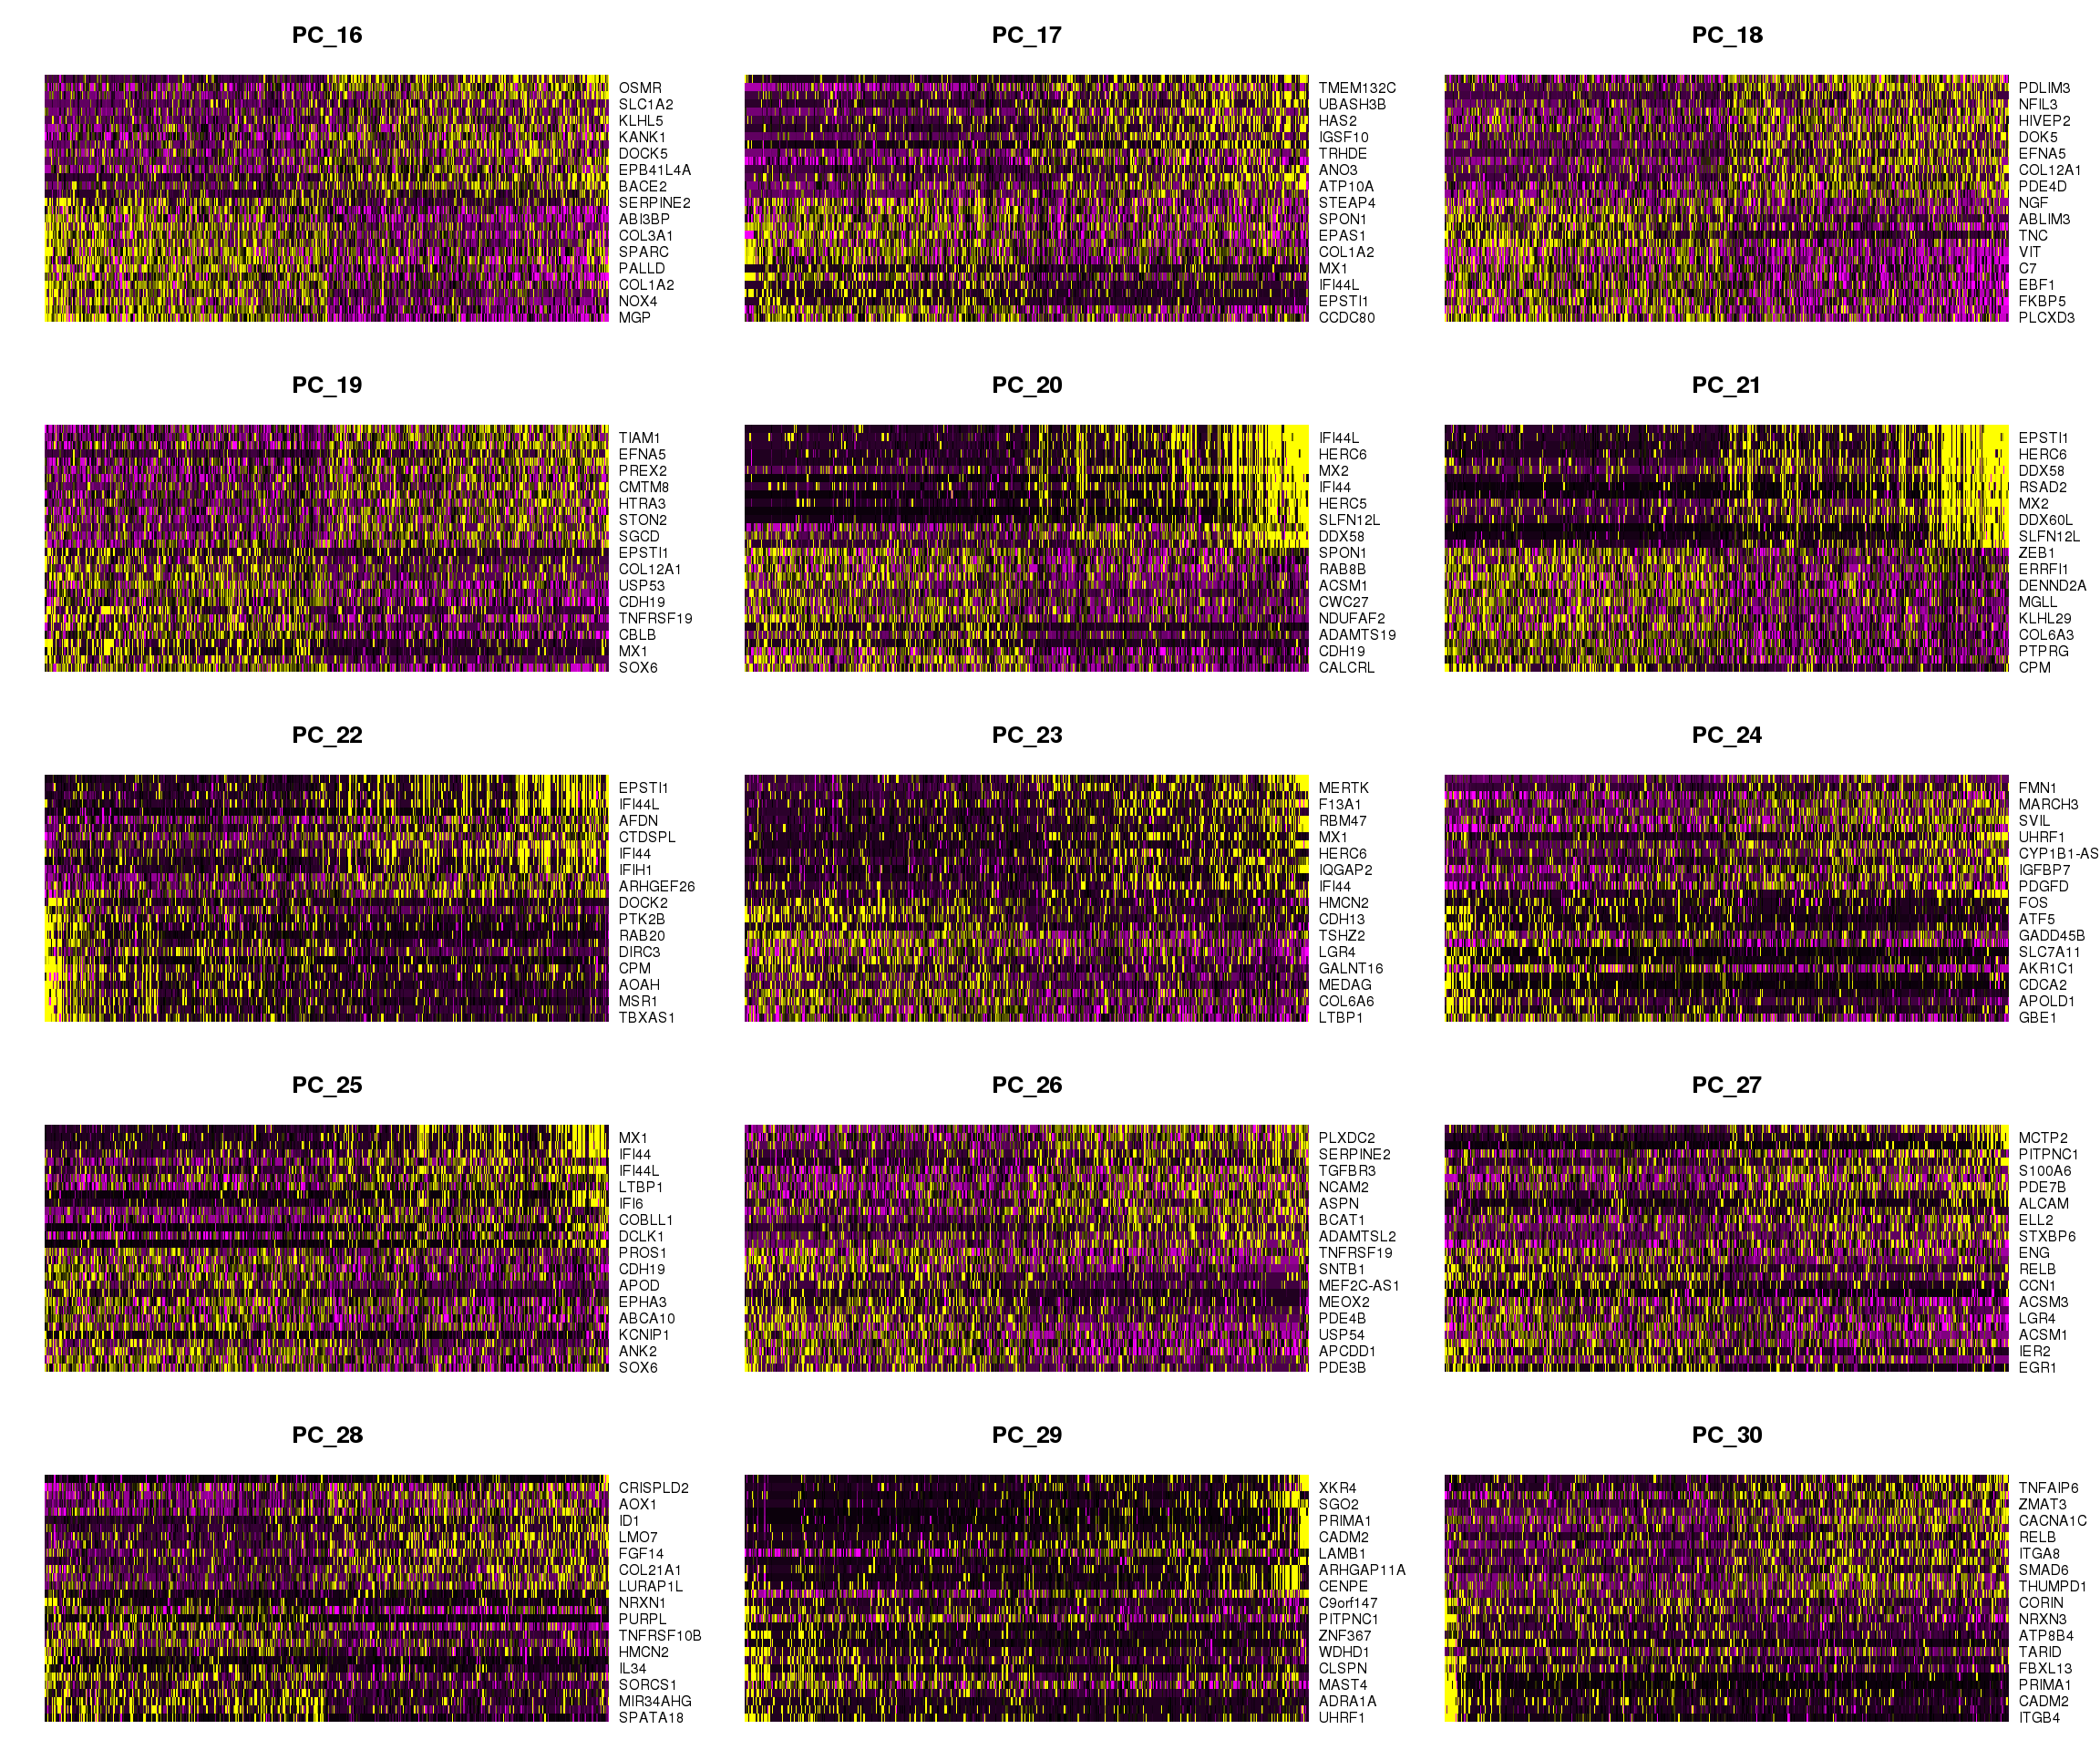 PC_16
OSMR
SLC1A2
KLHL5
KANK1
DOCK5
EPB41L4A
BACE2
SERPINE2
ABI3BP
COL3A1
SPARC
PALLD
COL1A2
NOX4
MGP
PC_17
TMEM132C
UBASH3B
HAS2
IGSF10
TRHDE
ANO3
ATP10A
STEAP4
SPON1
EPAS1
COL1A2
MX1
IFI44L
EPSTI1
CCDC80
PC_18
PDLIM3
NFIL3
HIVEP2
DOK5
EFNA5
COL12A1
PDE4D
NGF
ABLIM3
TNC
VIT
C7
EBF1
FKBP5
PLCXD3
PC_19
TIAM1
EFNA5
PREX2
CMTM8
HTRA3
STON2
SGCD
EPSTI1
COL12A1
USP53
CDH19
TNFRSF19
CBLB
MX1
SOX6
PC_20
IFI44L
HERC6
MX2
IFI44
HERC5
SLFN12L
DDX58
SPON1
RAB8B
ACSM1
CWC27
NDUFAF2
ADAMTS19
CDH19
CALCRL
PC_21
EPSTI1
HERC6
DDX58
RSAD2
MX2
DDX60L
SLFN12L
ZEB1
ERRFI1
DENND2A
MGLL
KLHL29
COL6A3
PTPRG
CPM
PC_22
EPSTI1
IFI44L
AFDN
CTDSPL
IFI44
IFIH1
ARHGEF26
DOCK2
PTK2B
RAB20
DIRC3
CPM
AOAH
MSR1
TBXAS1
PC_23
MERTK
F13A1
RBM47
MX1
HERC6
IQGAP2
IFI44
HMCN2
CDH13
TSHZ2
LGR4
GALNT16
MEDAG
COL6A6
LTBP1
PC_24
FMN1
MARCH3
SVIL
UHRF1
CYP1B1-AS
IGFBP7
PDGFD
FOS
ATF5
GADD45B
SLC7A11
AKR1C1
CDCA2
APOLD1
GBE1
PC_25
MX1
IFI44
IFI44L
LTBP1
IFI6
COBLL1
DCLK1
PROS1
CDH19
APOD
EPHA3
ABCA10
KCNIP1
ANK2
SOX6
PC_26
PLXDC2
SERPINE2
TGFBR3
NCAM2
ASPN
BCAT1
ADAMTSL2
TNFRSF19
SNTB1
MEF2C-AS1
MEOX2
PDE4B
USP54
APCDD1
PDE3B
PC_27
MCTP2
PITPNC1
S100A6
PDE7B
ALCAM
ELL2
STXBP6
ENG
RELB
CCN1
ACSM3
LGR4
ACSM1
IER2
EGR1
PC_28
CRISPLD2
AOX1
ID1
LMO7
FGF14
COL21A1
LURAP1L
NRXN1
PURPL
TNFRSF10B
HMCN2
IL34
SORCS1
MIR34AHG
SPATA18
PC_29
XKR4
SGO2
PRIMA1
CADM2
LAMB1
ARHGAP11A
CENPE
C9orf147
PITPNC1
ZNF367
WDHD1
CLSPN
MAST4
ADRA1A
UHRF1
PC_30
TNFAIP6
ZMAT3
CACNA1C
RELB
ITGA8
SMAD6
THUMPD1
CORIN
NRXN3
ATP8B4
TARID
FBXL13
PRIMA1
CADM2
ITGB4